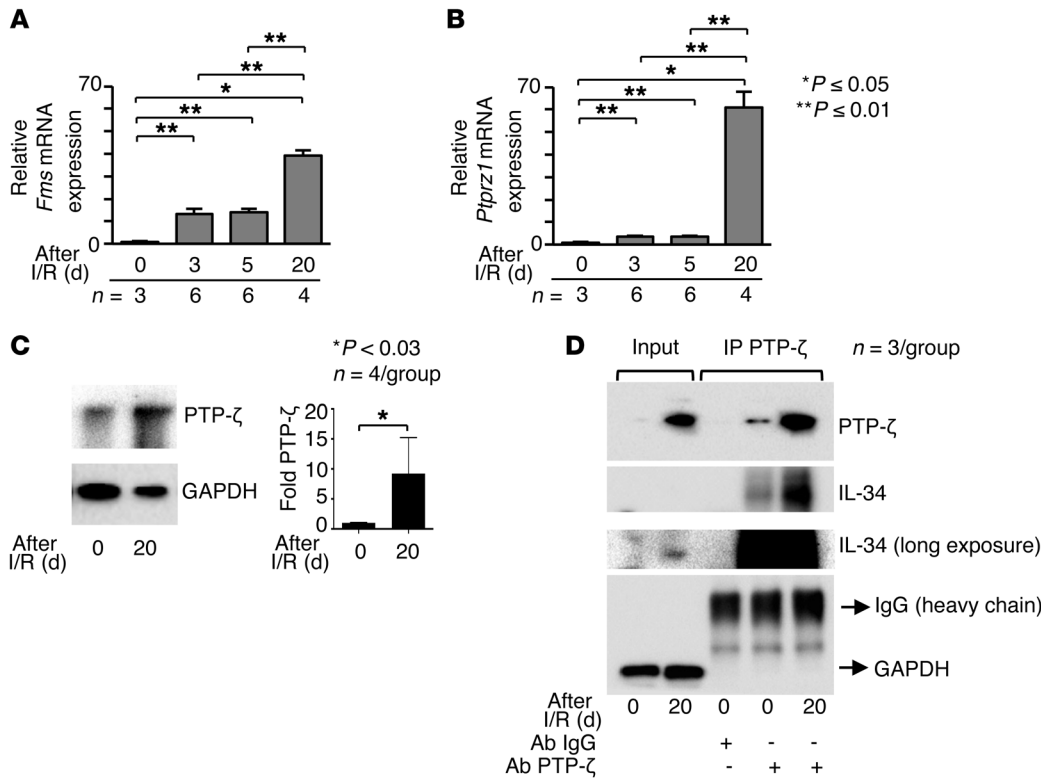 A
**
**
*
**
**
70
0
Relative
Fms mRNA
expression
After
I/R (d)
0 3 5 20
n = 3 6 6 4
B
**
**
*
**
**
70
0
Relative
Ptprz1 mRNA
expression
After
I/R (d)
0 3 5 20
n = 3 6 6 4
*P ≤ 0.05
**P ≤ 0.01
C
PTP-ζ
GAPDH
After
I/R (d)
0 20
*P < 0.03
n = 4/group
*
Fold PTP-ζ
20
15
10
5
0
After
I/R (d)
0 20
D
Input IP PTP-ζ n = 3/group
PTP-ζ
IL-34
IL-34 (long exposure)
IgG (heavy chain)
GAPDH
After
I/R (d)
0 20 0 0 20
Ab IgG + - -
Ab PTP-ζ - + +